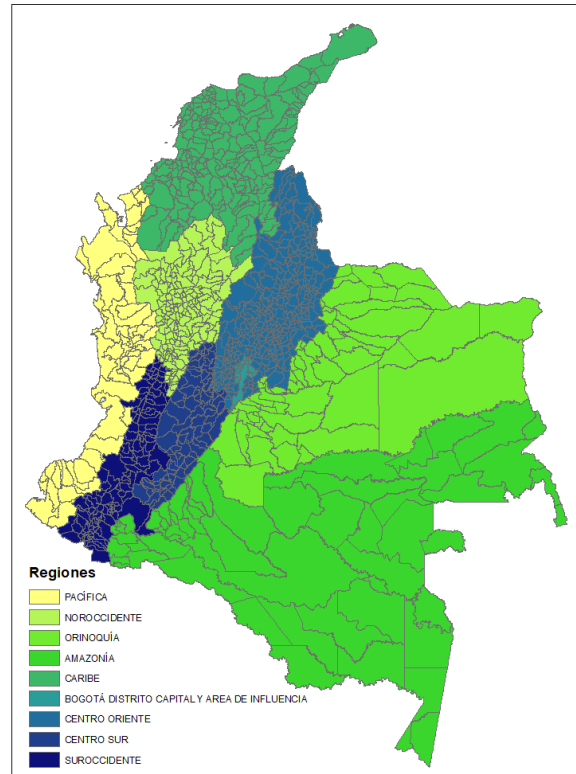 Regiones
PACÍFICA
NOROCCIDENTE
ORINOQUÍA
AMAZONÍA
CARIBE
BOGOTÁ DISTRITO CAPITAL Y AREA DE INFLUENCIA
CENTRO ORIENTE
CENTRO SUR
SUROCCIDENTE